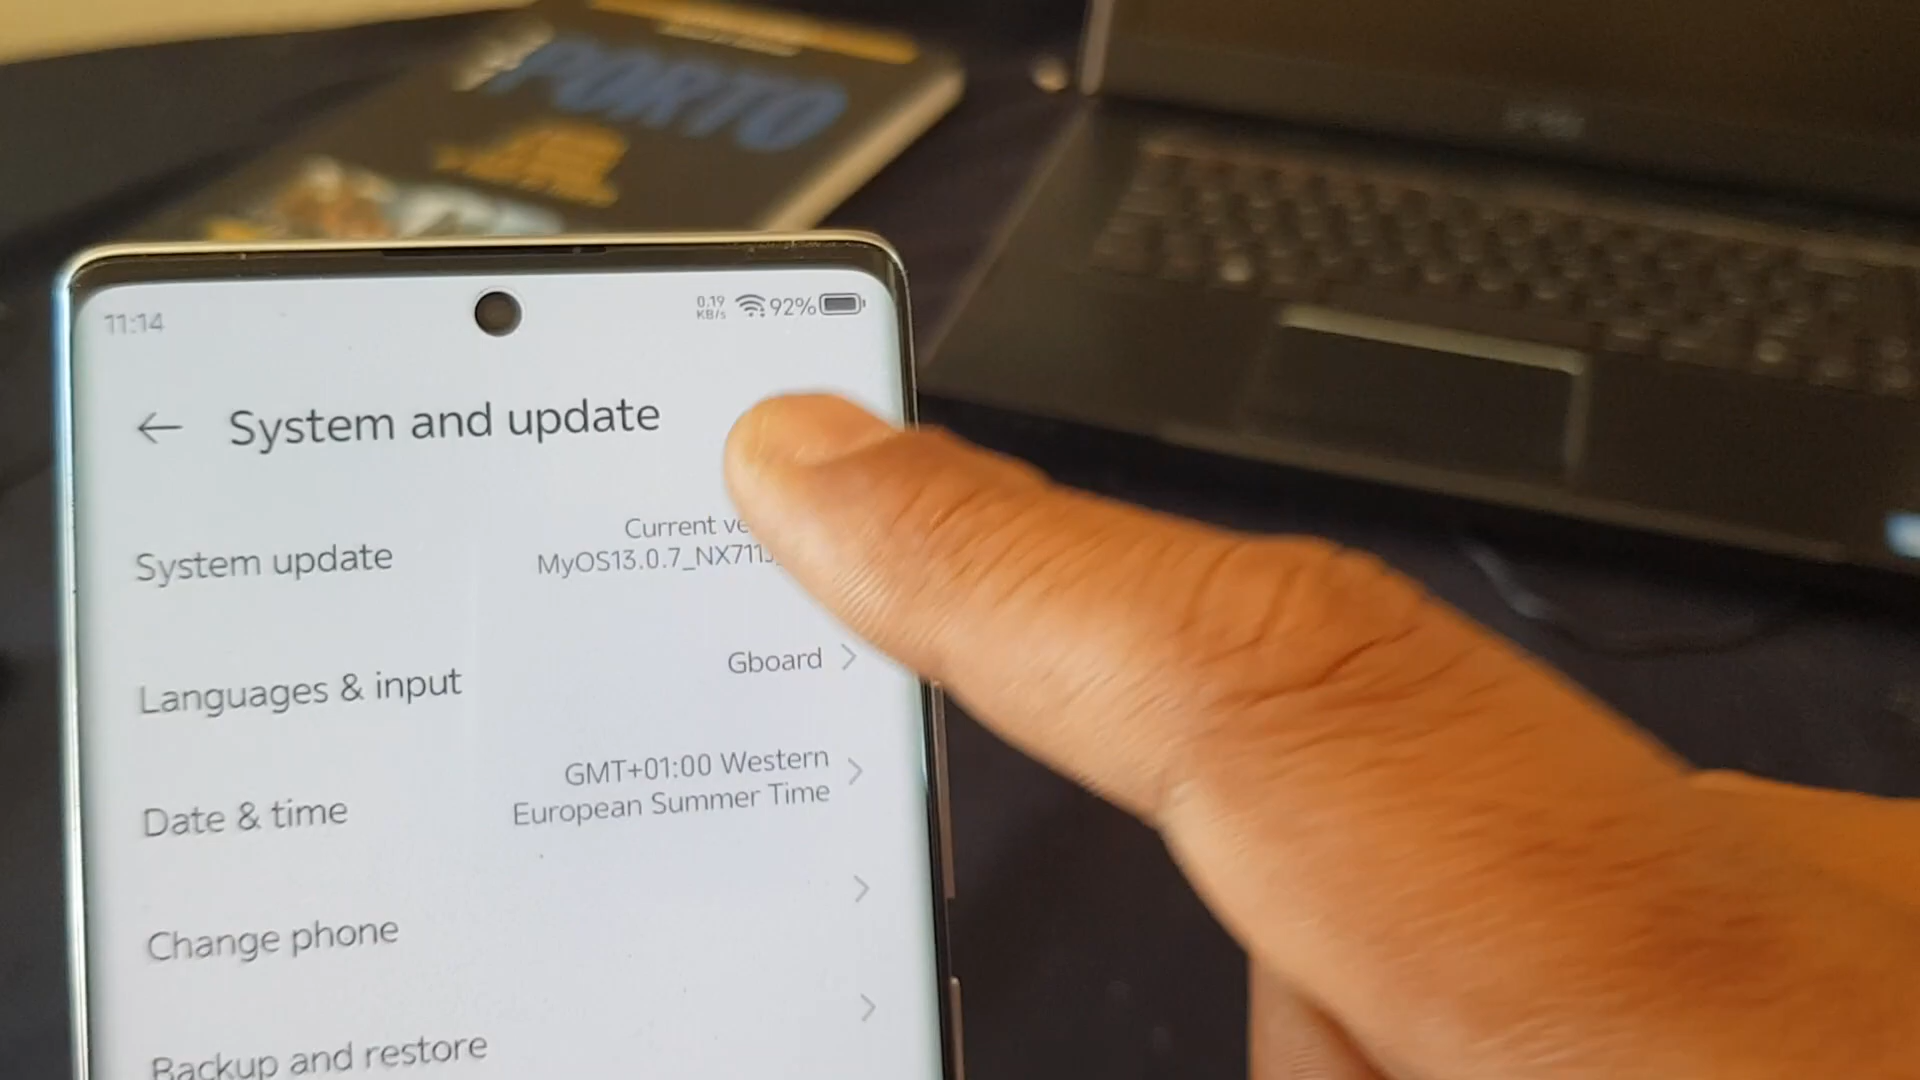 PORTO
11:14
0.19
KB/s
92%
System and update
Current ve
System update
MyOS13.0.7_NX711J
Gboard
Languages & input
GMT+01:00 Western
European Summer Time
Date & time
Change phone
Backup and restore